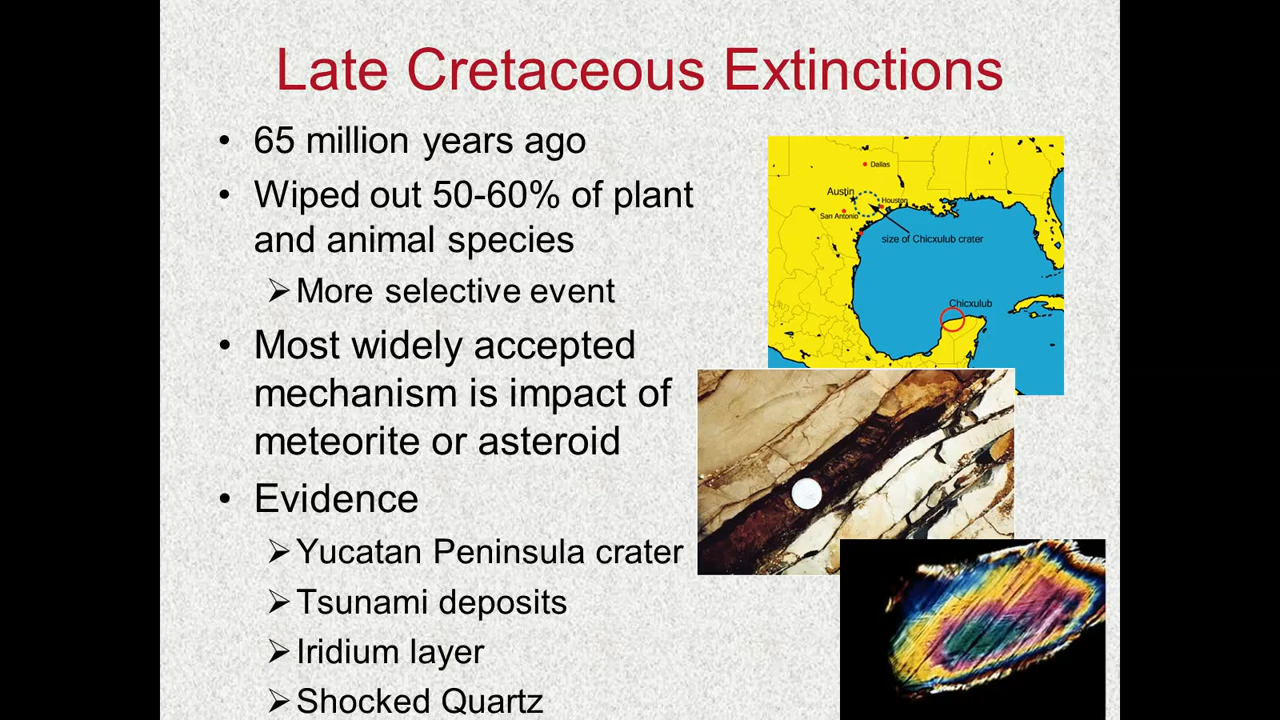 Late Cretaceous Extinctions
• 65 million years ago
• Wiped out 50-60% of plant
and animal species
➢More selective event
• Most widely accepted
mechanism is impact of
meteorite or asteroid
• Evidence
➢Yucatan Peninsula crater
➢Tsunami deposits
➢Iridium layer
➢Shocked Quartz
Dallas
Austin
Houston
San Antonio
size of Chicxulub crater
Chicxulub